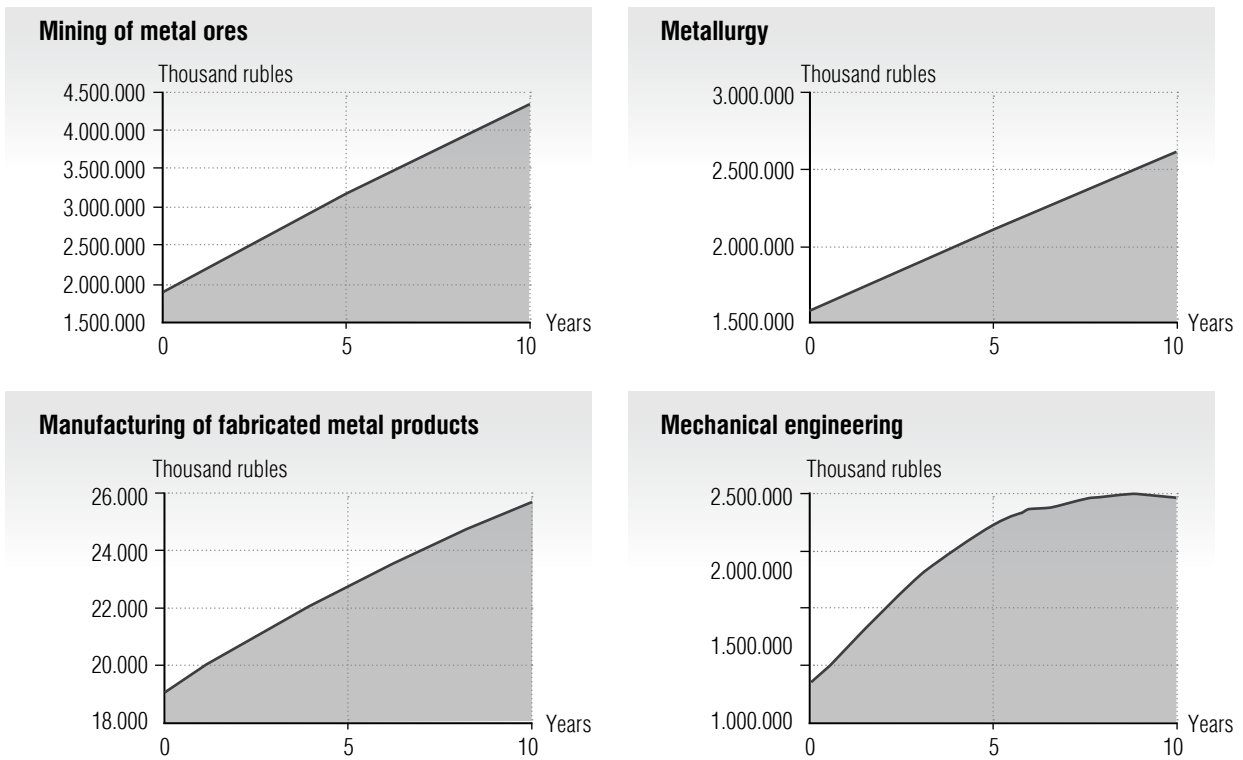 Mining of metal ores
Thousand rubles
4.500.000
4.000.000
3.500.000
3.000.000
2.500.000
2.000.000
1.500.000
Years
0 5 10
Metallurgy
Thousand rubles
3.000.000
2.500.000
2.000.000
1.500.000
Years
0 5 10
Manufacturing of fabricated metal products
Thousand rubles
26.000
24.000
22.000
20.000
18.000
Years
0 5 10
Mechanical engineering
Thousand rubles
2.500.000
2.000.000
1.500.000
1.000.000
Years
0 5 10